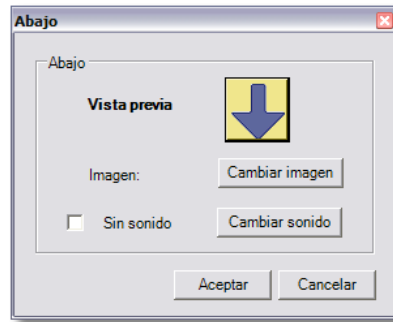 Abajo
Abajo
Vista previa
Imagen: Cambiar imagen
Sin sonido Cambiar sonido
Aceptar Cancelar